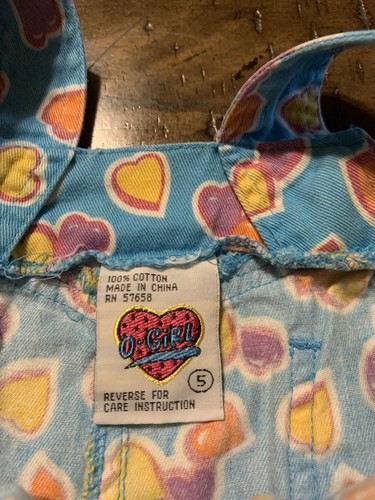 100% COTTON
MADE IN CHINA
RN 57658
O•GIRL
5
REVERSE FOR
CARE INSTRUCTION